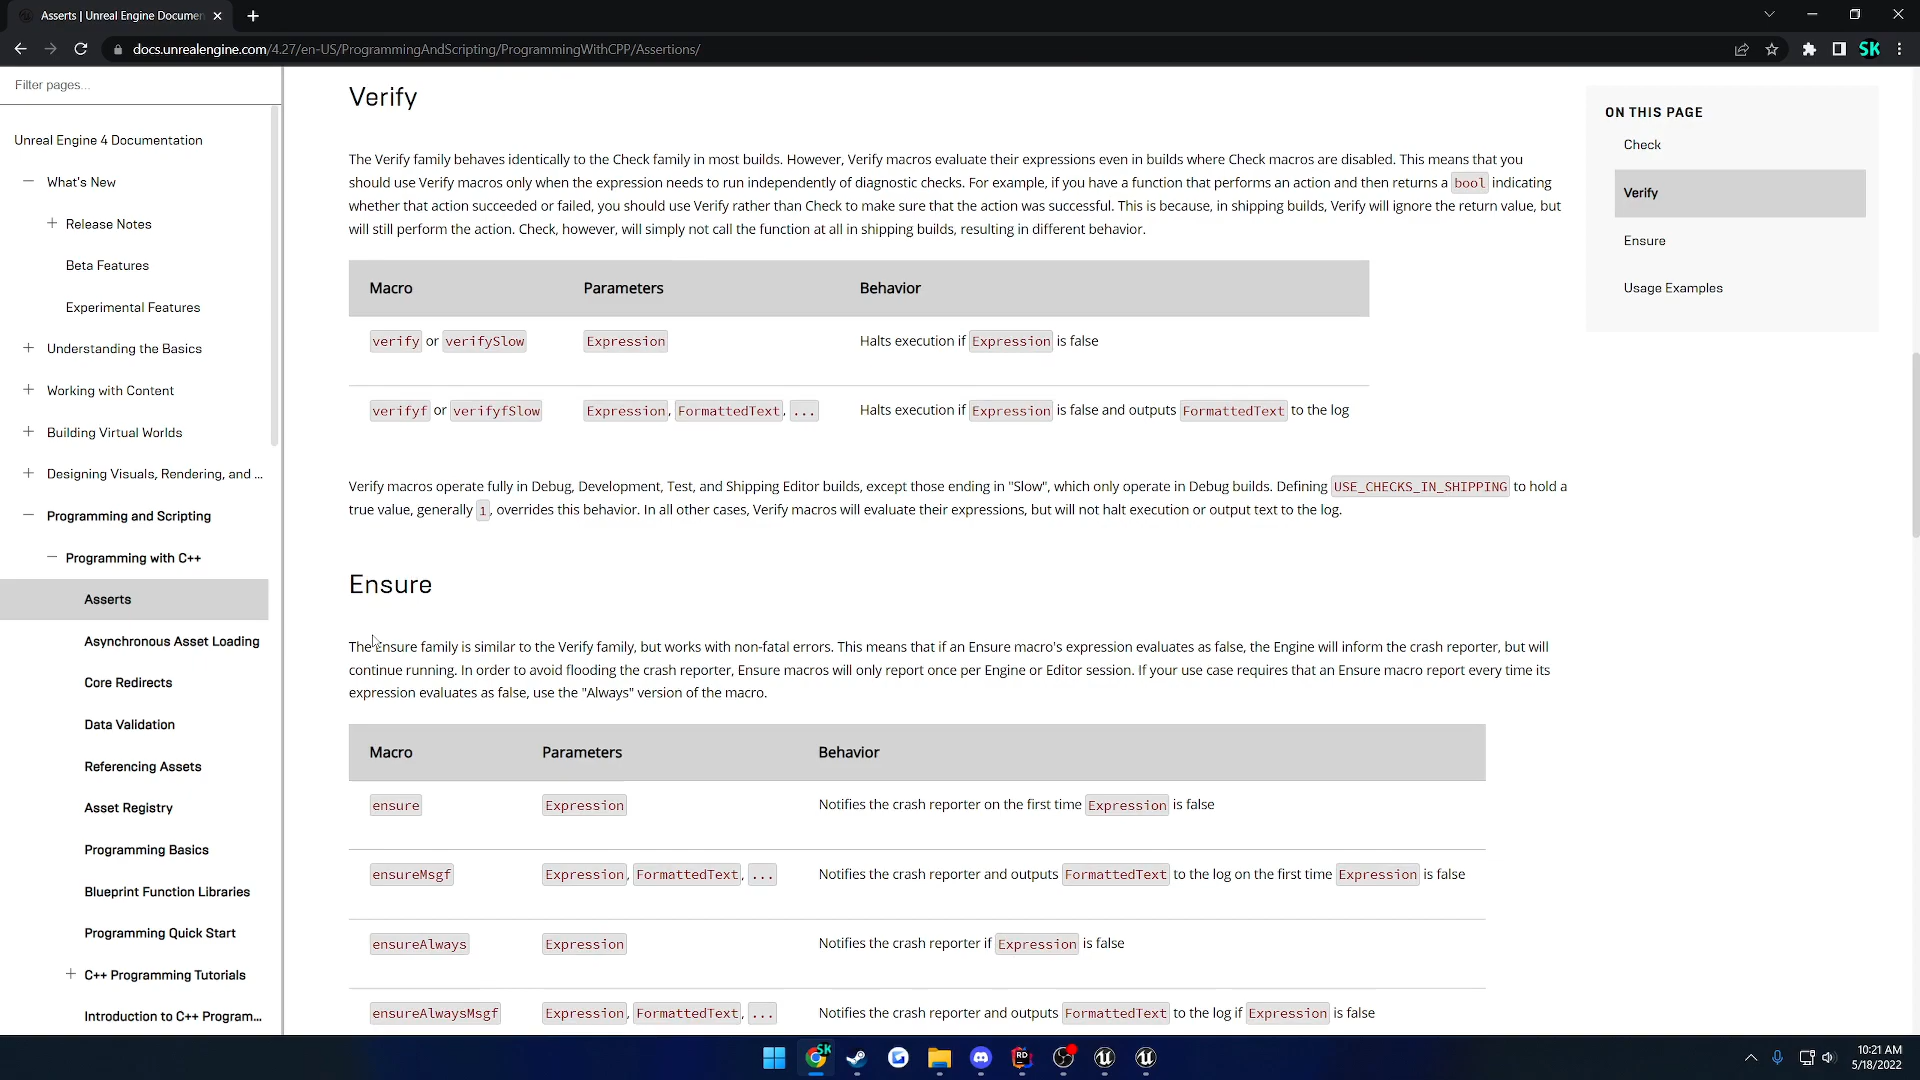 Asserts | Unreal Engine Documen
docs.unrealengine.com/4.27/en-US/ProgrammingAndScripting/ProgrammingWithCPP/Assertions/
SK
Filter pages...
Unreal Engine 4 Documentation
What's New
Release Notes
Beta Features
Experimental Features
Understanding the Basics
Working with Content
Building Virtual Worlds
Designing Visuals, Rendering, and ...
Programming and Scripting
Programming with C++
Asserts
Asynchronous Asset Loading
Core Redirects
Data Validation
Referencing Assets
Asset Registry
Programming Basics
Blueprint Function Libraries
Programming Quick Start
C++ Programming Tutorials
Introduction to C++ Program...
Verify
The Verify family behaves identically to the Check family in most builds. However, Verify macros evaluate their expressions even in builds where Check macros are disabled. This means that you
should use Verify macros only when the expression needs to run independently of diagnostic checks. For example, if you have a function that performs an action and then returns a bool indicating
whether that action succeeded or failed, you should use Verify rather than Check to make sure that the action was successful. This is because, in shipping builds, Verify will ignore the return value, but
will still perform the action. Check, however, will simply not call the function at all in shipping builds, resulting in different behavior.
Macro Parameters Behavior
verify or verifySlow Expression Halts execution if Expression is false
verifyf or verifyfSlow Expression, FormattedText, ... Halts execution if Expression is false and outputs FormattedText to the log
Verify macros operate fully in Debug, Development, Test, and Shipping Editor builds, except those ending in "Slow", which only operate in Debug builds. Defining USE_CHECKS_IN_SHIPPING to hold a
true value, generally 1, overrides this behavior. In all other cases, Verify macros will evaluate their expressions, but will not halt execution or output text to the log.
Ensure
The Ensure family is similar to the Verify family, but works with non-fatal errors. This means that if an Ensure macro's expression evaluates as false, the Engine will inform the crash reporter, but will
continue running. In order to avoid flooding the crash reporter, Ensure macros will only report once per Engine or Editor session. If your use case requires that an Ensure macro report every time its
expression evaluates as false, use the "Always" version of the macro.
Macro Parameters Behavior
ensure Expression Notifies the crash reporter on the first time Expression is false
ensureMsgf Expression, FormattedText, ... Notifies the crash reporter and outputs FormattedText to the log on the first time Expression is false
ensureAlways Expression Notifies the crash reporter if Expression is false
ensureAlwaysMsgf Expression, FormattedText, ... Notifies the crash reporter and outputs FormattedText to the log if Expression is false
ON THIS PAGE
Check
Verify
Ensure
Usage Examples
SK
RD
10:21 AM
5/18/2022